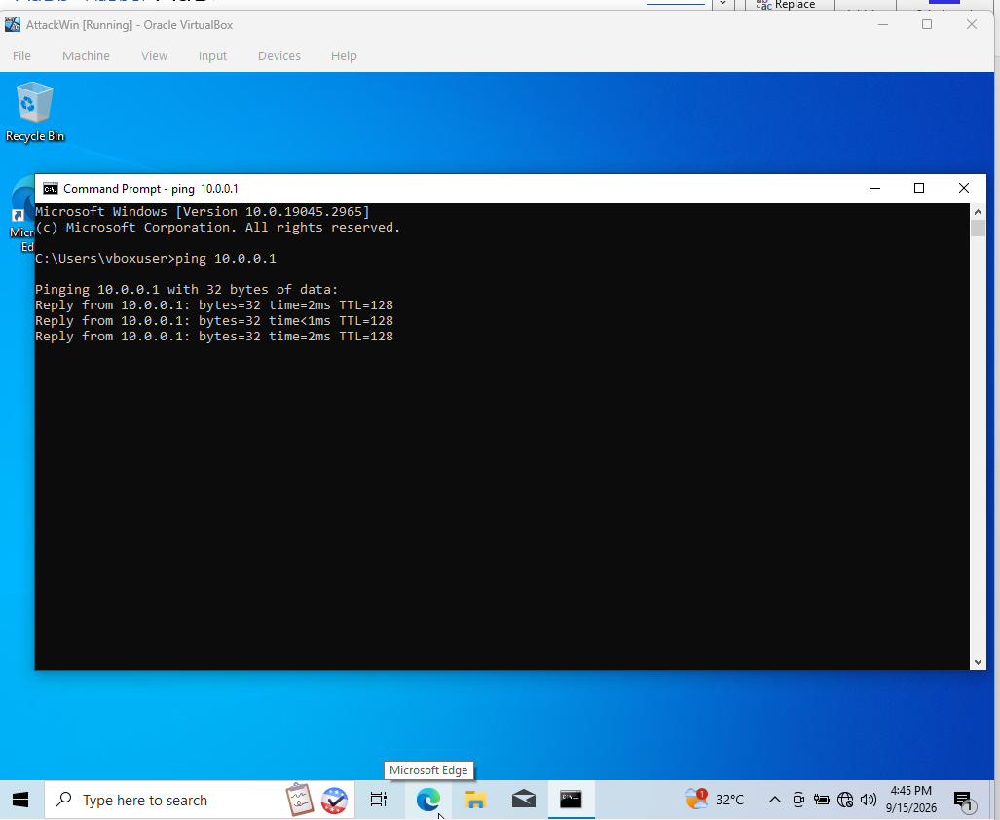 Replace
AttackWin [Running] - Oracle VirtualBox
File Machine View Input Devices Help
Recycle Bin
Command Prompt - ping 10.0.0.1
Microsoft Windows [Version 10.0.19045.2965]
(c) Microsoft Corporation. All rights reserved.
C:\Users\vboxuser>ping 10.0.0.1
Pinging 10.0.0.1 with 32 bytes of data:
Reply from 10.0.0.1: bytes=32 time=2ms TTL=128
Reply from 10.0.0.1: bytes=32 time<1ms TTL=128
Reply from 10.0.0.1: bytes=32 time=2ms TTL=128
Micr
Ed
Microsoft Edge
Type here to search
1
32°C
4:45 PM
9/15/2026
1